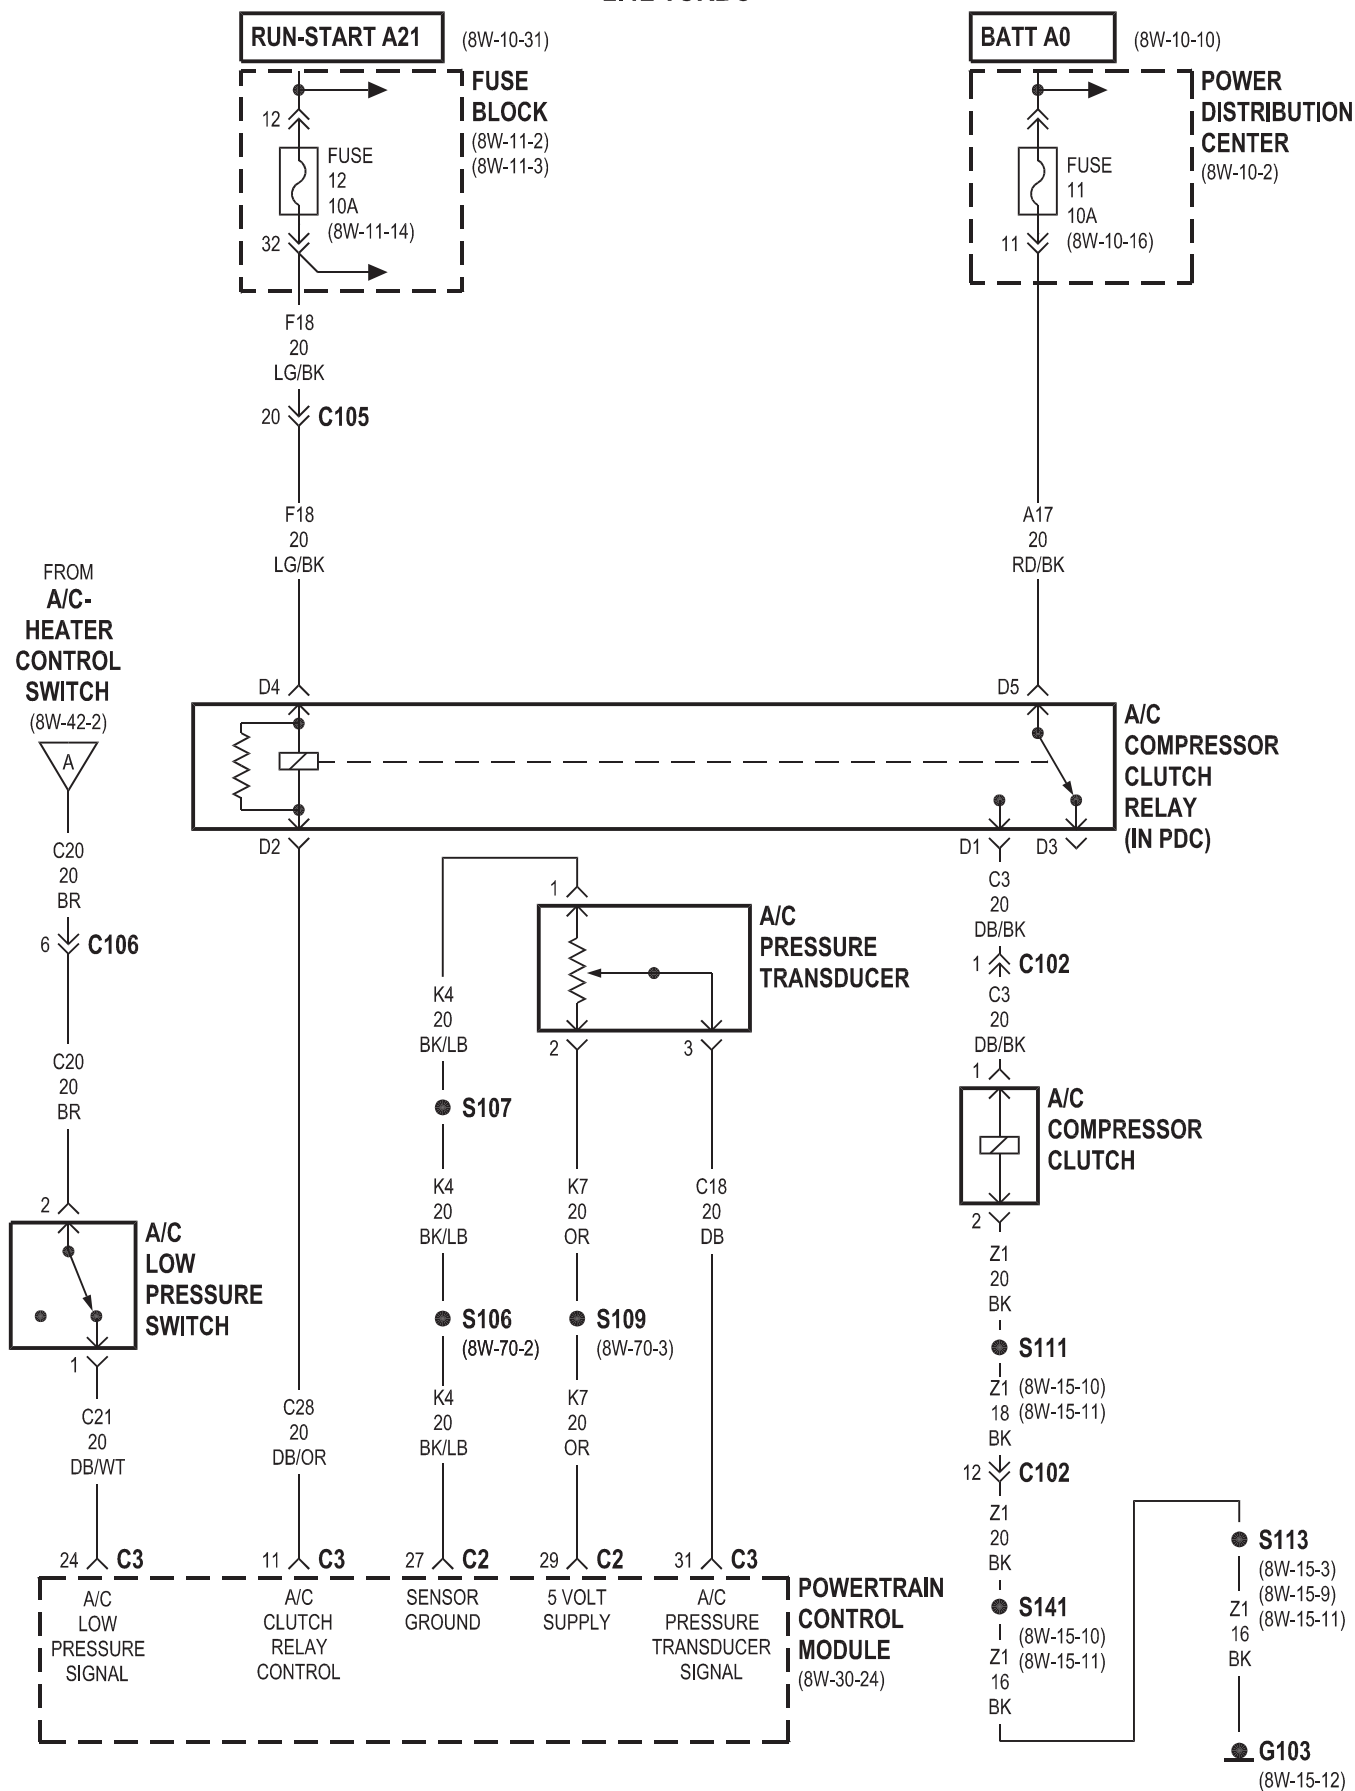 RUN-START A21
(8W-10-31)
BATT A0
(8W-10-10)
FUSE
BLOCK
(8W-11-2)
(8W-11-3)
12
FUSE
12
10A
(8W-11-14)
32
POWER
DISTRIBUTION
CENTER
(8W-10-2)
FUSE
11
10A
(8W-10-16)
11
F18
20
LG/BK
20
C105
F18
20
LG/BK
A17
20
RD/BK
FROM
A/C-
HEATER
CONTROL
SWITCH
(8W-42-2)
A
D4
D5
A/C
COMPRESSOR
CLUTCH
RELAY
(IN PDC)
D2
D1
D3
C20
20
BR
6
C106
C20
20
BR
2
A/C
LOW
PRESSURE
SWITCH
1
C21
20
DB/WT
C28
20
DB/OR
1
A/C
PRESSURE
TRANSDUCER
2
3
K4
20
BK/LB
S107
K4
20
BK/LB
S106
(8W-70-2)
K4
20
BK/LB
K7
20
OR
S109
(8W-70-3)
K7
20
OR
C18
20
DB
C3
20
DB/BK
1
C102
C3
20
DB/BK
1
A/C
COMPRESSOR
CLUTCH
2
Z1
20
BK
S111
(8W-15-10)
(8W-15-11)
Z1
18
BK
12
C102
Z1
20
BK
S141
(8W-15-10)
(8W-15-11)
Z1
16
BK
S113
(8W-15-3)
(8W-15-9)
(8W-15-11)
Z1
16
BK
G103
(8W-15-12)
24
C3
11
C3
27
C2
29
C2
31
C3
A/C
LOW
PRESSURE
SIGNAL
A/C
CLUTCH
RELAY
CONTROL
SENSOR
GROUND
5 VOLT
SUPPLY
A/C
PRESSURE
TRANSDUCER
SIGNAL
POWERTRAIN
CONTROL
MODULE
(8W-30-24)